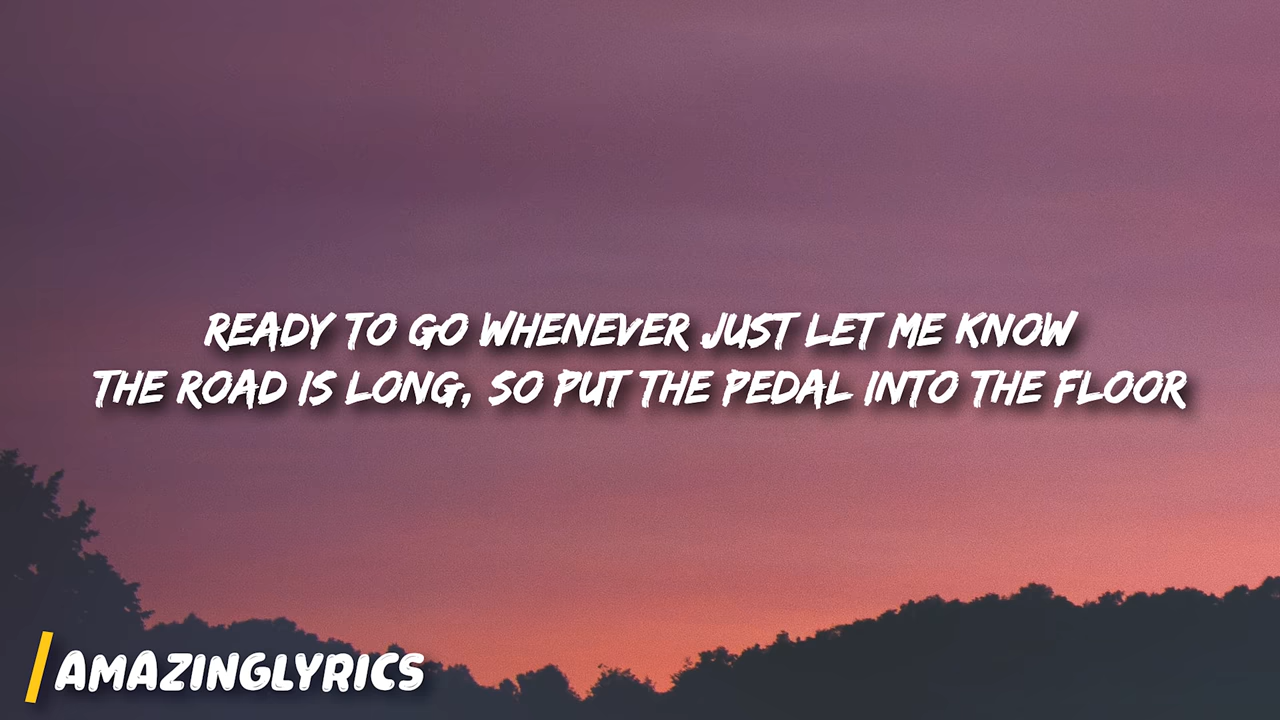 READY TO GO WHENEVER JUST LET ME KNOW
THE ROAD IS LONG, SO PUT THE PEDAL INTO THE FLOOR
AMAZINGLYRICS